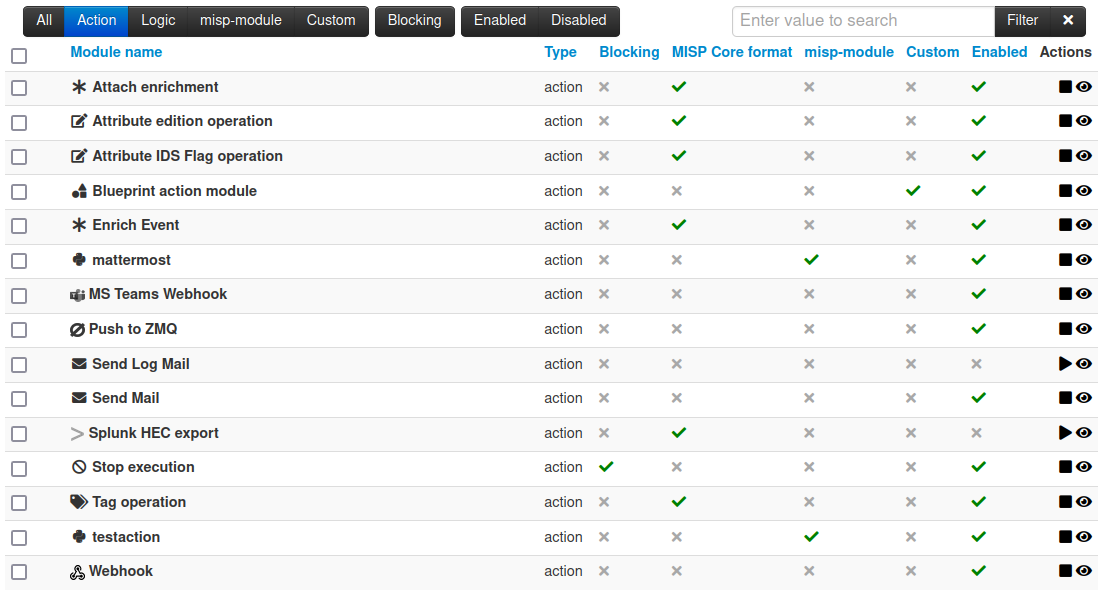 All Action Logic misp-module Custom Blocking Enabled Disabled Enter value to search Filter ×
Module name Type Blocking MISP Core format misp-module Custom Enabled Actions
Attach enrichment action
Attribute edition operation action
Attribute IDS Flag operation action
Blueprint action module action
Enrich Event action
mattermost action
MS Teams Webhook action
Push to ZMQ action
Send Log Mail action
Send Mail action
Splunk HEC export action
Stop execution action
Tag operation action
testaction action
Webhook action